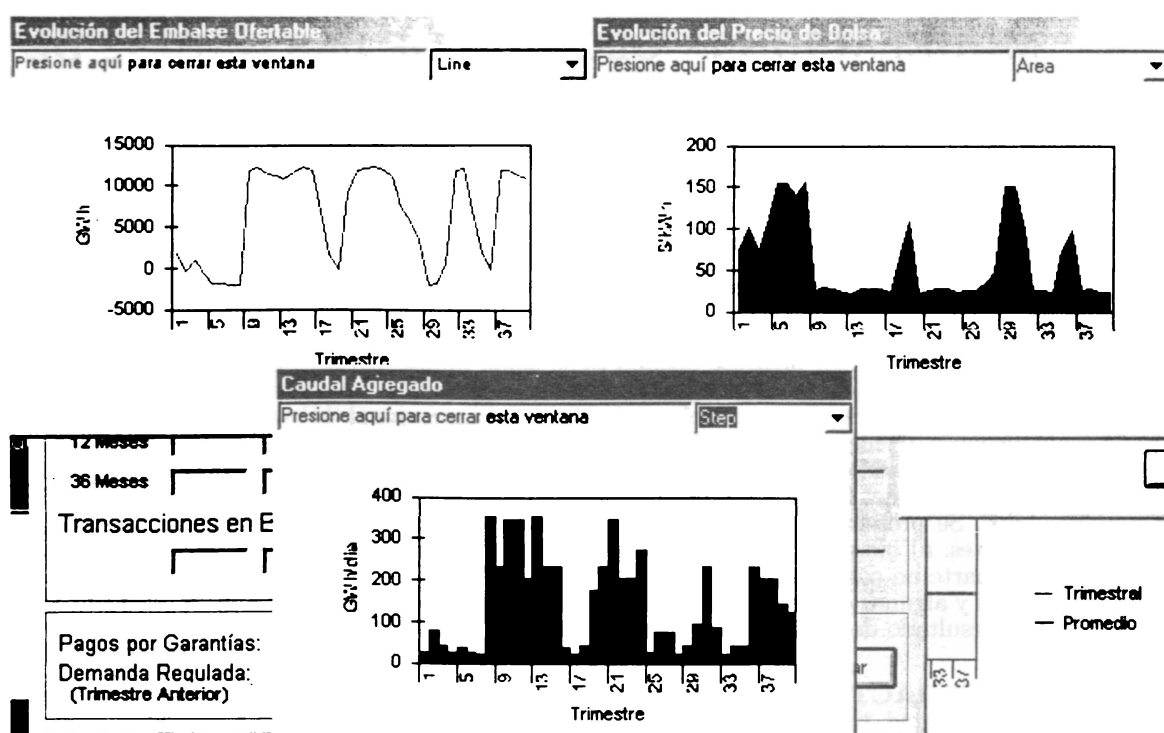 Evolución del Embalse Ofertable
Presione aquí para cerrar esta ventana
Line
15000
10000
5000
0
-5000
GWh
1 5 9 13 17 21 25 29 33 37
Trimestre
Evolución del Precio de Bolsa
Presione aquí para cerrar esta ventana
Area
200
150
100
50
0
1 5 9 13 17 21 25 29 33 37
Trimestre
Caudal Agregado
Presione aquí para cerrar esta ventana
Step
400
300
200
100
0
GWh/dia
1 5 9 13 17 21 25 29 33 37
Trimestre
12 Meses
36 Meses
Transacciones en E
Pagos por Garantías:
Demanda Regulada:
(Trimestre Anterior)
ar
Trimestral
Promedio
33 37